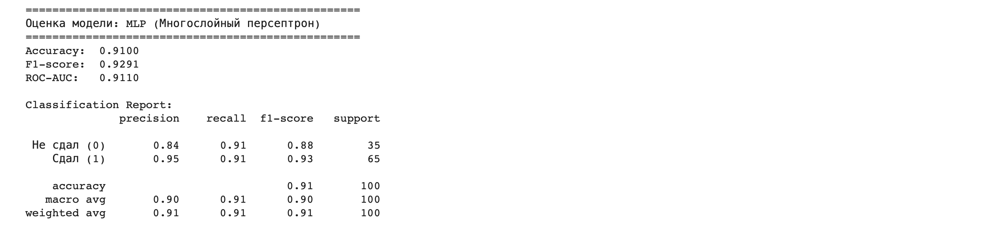 ==================================================
Оценка модели: MLP (Многослойный персептрон)
==================================================
Accuracy:  0.9100
F1-score:  0.9291
ROC-AUC:   0.9110

Classification Report:
              precision    recall  f1-score   support

 Не сдал (0)       0.84      0.91      0.88        35
    Сдал (1)       0.95      0.91      0.93        65

    accuracy                           0.91       100
   macro avg       0.90      0.91      0.90       100
weighted avg       0.91      0.91      0.91       100